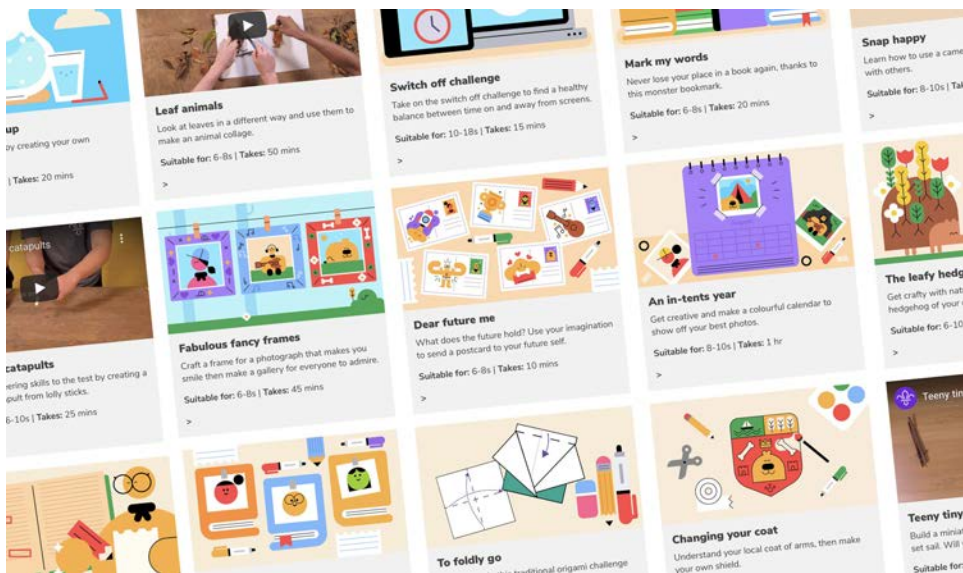 up
by creating your own
| Takes: 20 mins
Leaf animals
Look at leaves in a different way and use them to
make an animal collage.
Suitable for: 6-8s | Takes: 50 mins
>
Switch off challenge
Take on the switch off challenge to find a healthy
balance between time on and away from screens.
Suitable for: 10-18s | Takes: 15 mins
>
Mark my words
Never lose your place in a book again, thanks to
this monster bookmark.
Suitable for: 6-8s | Takes: 20 mins
>
Snap happy
Learn how to use a came
with others.
Suitable for: 8-10s | Ta
>
catapults
catapults
ering skills to the test by creating a
pult from lolly sticks.
6-10s | Takes: 25 mins
Fabulous fancy frames
Craft a frame for a photograph that makes you
smile then make a gallery for everyone to admire.
Suitable for: 6-8s | Takes: 45 mins
>
Dear future me
What does the future hold? Use your imagination
to send a postcard to your future self.
Suitable for: 6-8s | Takes: 10 mins
>
An in-tents year
Get creative and make a colourful calendar to
show off your best photos.
Suitable for: 8-10s | Takes: 1 hr
>
The leafy hedg
Get crafty with nat
hedgehog of your
Suitable for: 6-10
>
To foldly go
traditional origami challenge
Changing your coat
Understand your local coat of arms, then make
your own shield.
Teeny tin
Teeny tiny
Build a minia
set sail. Will
Suitable for: